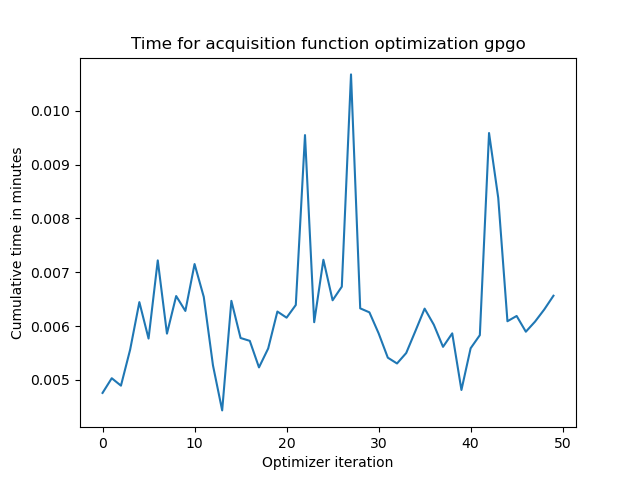 Time for acquisition function optimization gpgo
Cumulative time in minutes
0.010
0.009
0.008
0.007
0.006
0.005
0 10 20 30 40 50
Optimizer iteration